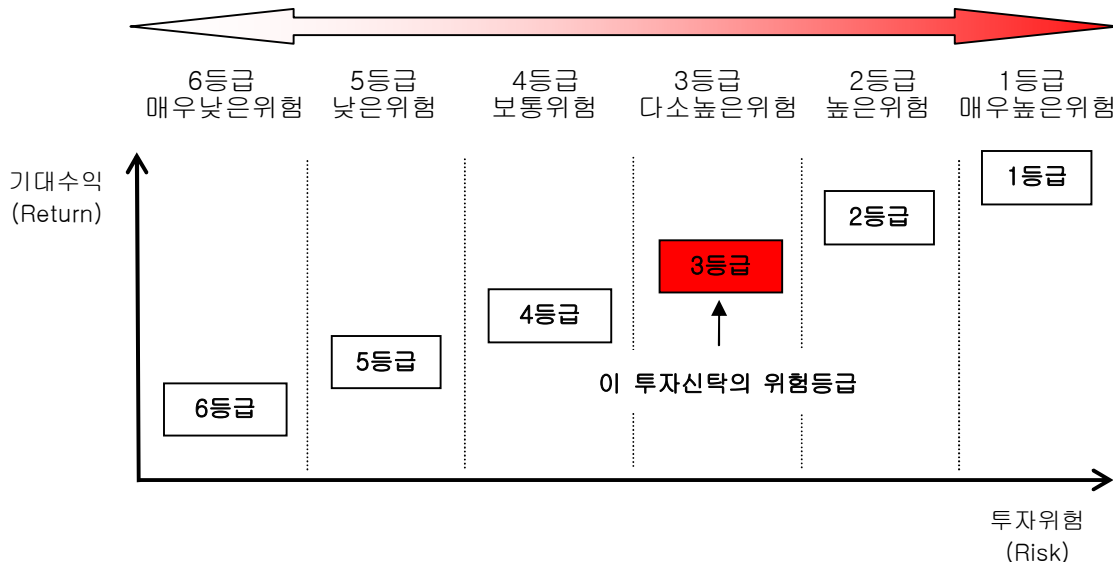 6등급 5등급 4등급 3등급 2등급 1등급
매우낮은위험 낮은위험 보통위험 다소높은위험 높은위험 매우높은위험
기대수익
(Return)
1등급
2등급
3등급
4등급
5등급
이 투자신탁의 위험등급
6등급
투자위험
(Risk)